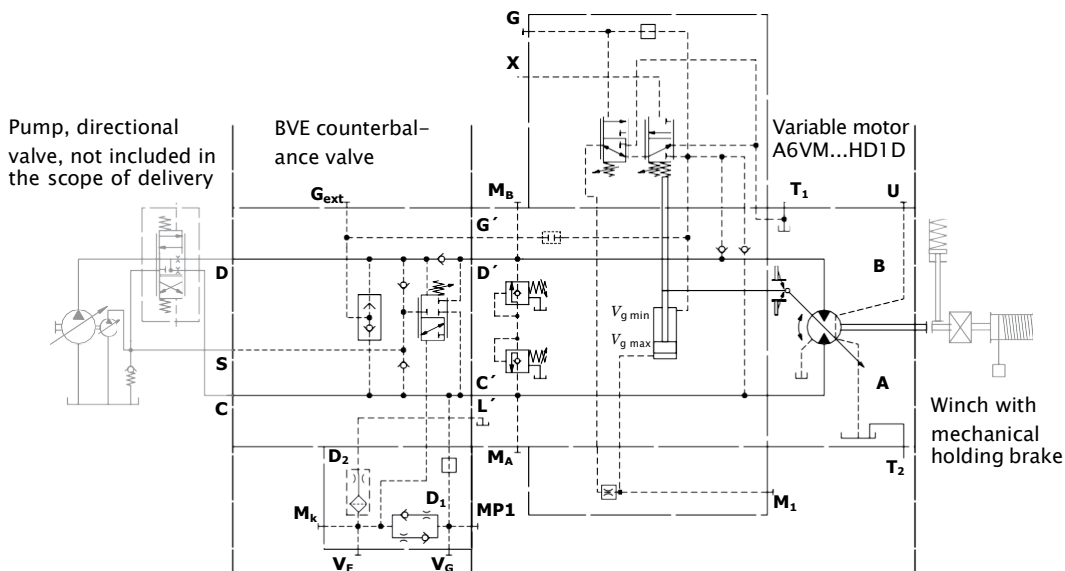 G
X
Pump, directional
valve, not included in
the scope of delivery
BVE counterbal–
ance valve
Variable motor
A6VM...HD1D
Gext
MB
T1
U
G´
D
D´
B
Vg min
Vg max
S
C´
A
C
L´
Winch with
mechanical
holding brake
D2
MA
T2
D1
Mk
MP1
M1
VF
VG